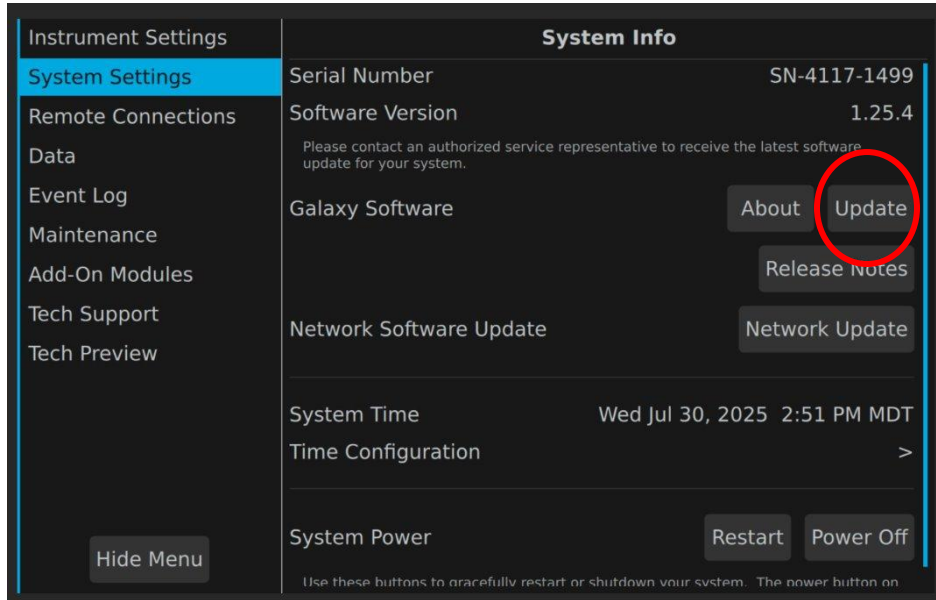 Instrument Settings
System Settings
Remote Connections
Data
Event Log
Maintenance
Add-On Modules
Tech Support
Tech Preview
Hide Menu
System Info
Serial Number SN-4117-1499
Software Version 1.25.4
Please contact an authorized service representative to receive the latest software
update for your system.
Galaxy Software About Update
Release Notes
Network Software Update Network Update
System Time Wed Jul 30, 2025 2:51 PM MDT
Time Configuration >
System Power Restart Power Off
Use these buttons to gracefully restart or shutdown your system. The power button on